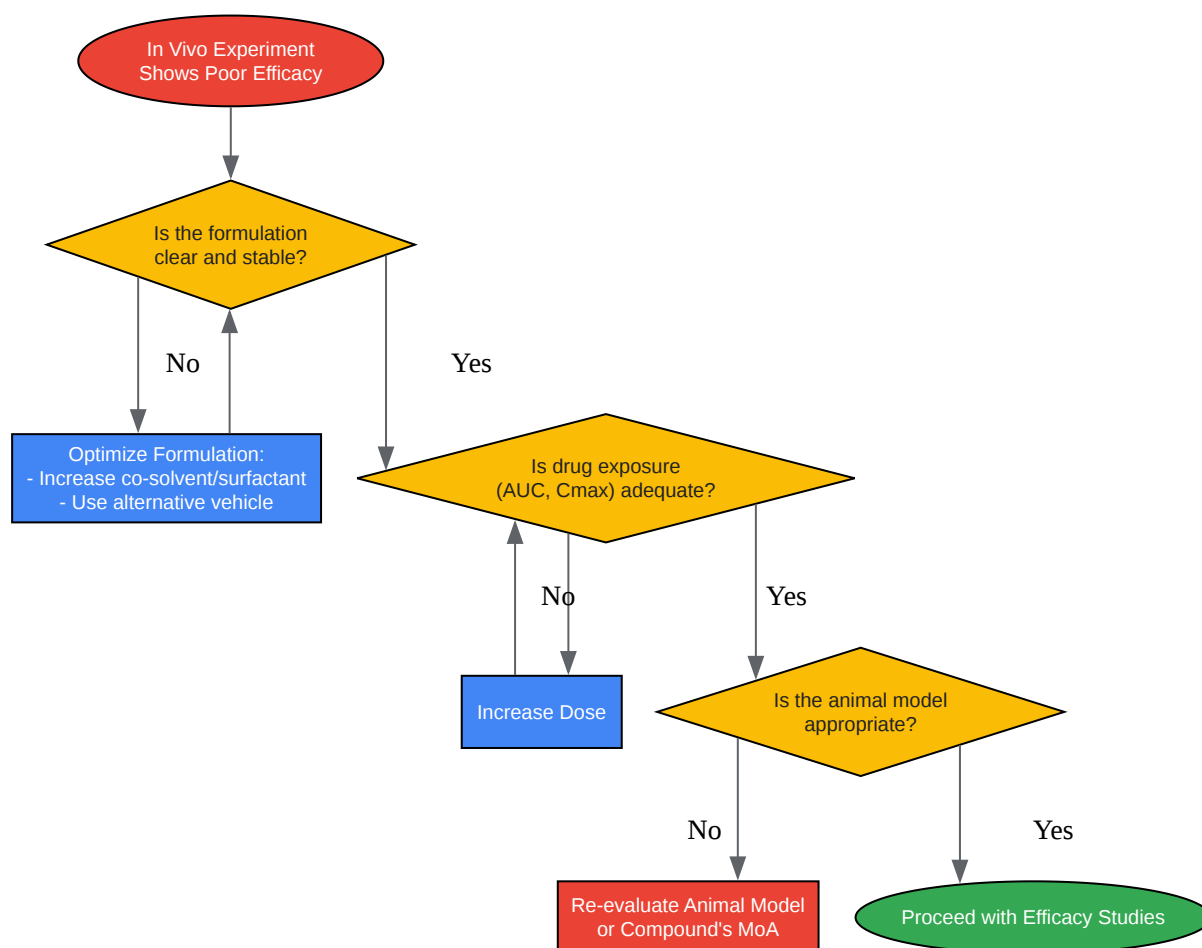 In Vivo Experiment
Shows Poor Efficacy
Is the formulation
clear and stable?
No
Yes
Optimize Formulation:
- Increase co-solvent/surfactant
- Use alternative vehicle
Is drug exposure
(AUC, Cmax) adequate?
No
Yes
Increase Dose
Is the animal model
appropriate?
No
Yes
Re-evaluate Animal Model
or Compound's MoA
Proceed with Efficacy Studies